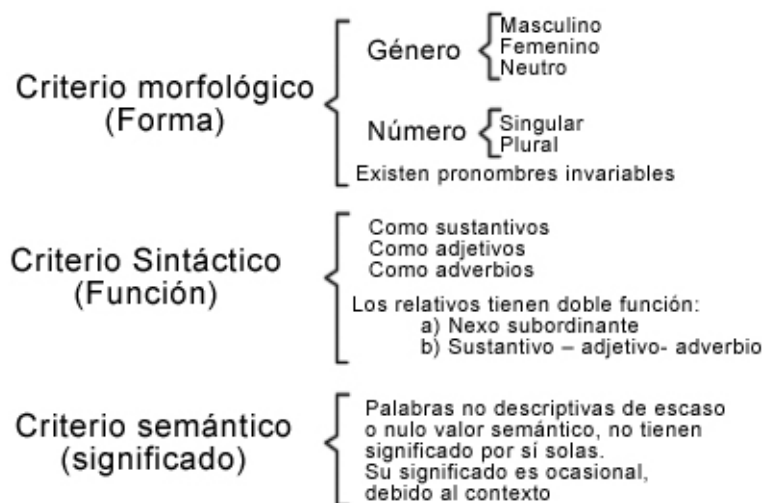 Criterio morfológico
(Forma)
Género
Masculino
Femenino
Neutro
Número
Singular
Plural
Existen pronombres invariables
Criterio Sintáctico
(Función)
Como sustantivos
Como adjetivos
Como adverbios
Los relativos tienen doble función:
a) Nexo subordinante
b) Sustantivo – adjetivo- adverbio
Criterio semántico
(significado)
Palabras no descriptivas de escaso
o nulo valor semántico, no tienen
significado por sí solas.
Su significado es ocasional,
debido al contexto